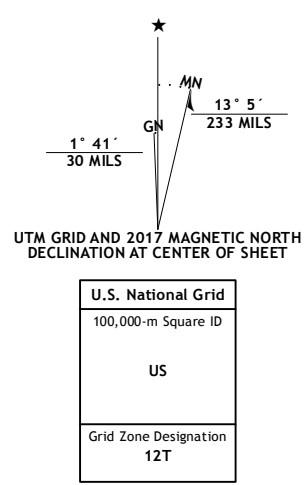 ★
MN
GN
13° 5´
233 MILS
1° 41´
30 MILS
UTM GRID AND 2017 MAGNETIC NORTH
DECLINATION AT CENTER OF SHEET
U.S. National Grid
100,000-m Square ID
US
Grid Zone Designation
12T